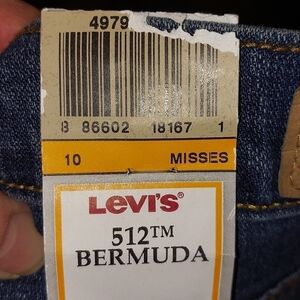 4979
8 86602 18167 1
10 MISSES
LEVI'S®
512™
BERMUDA